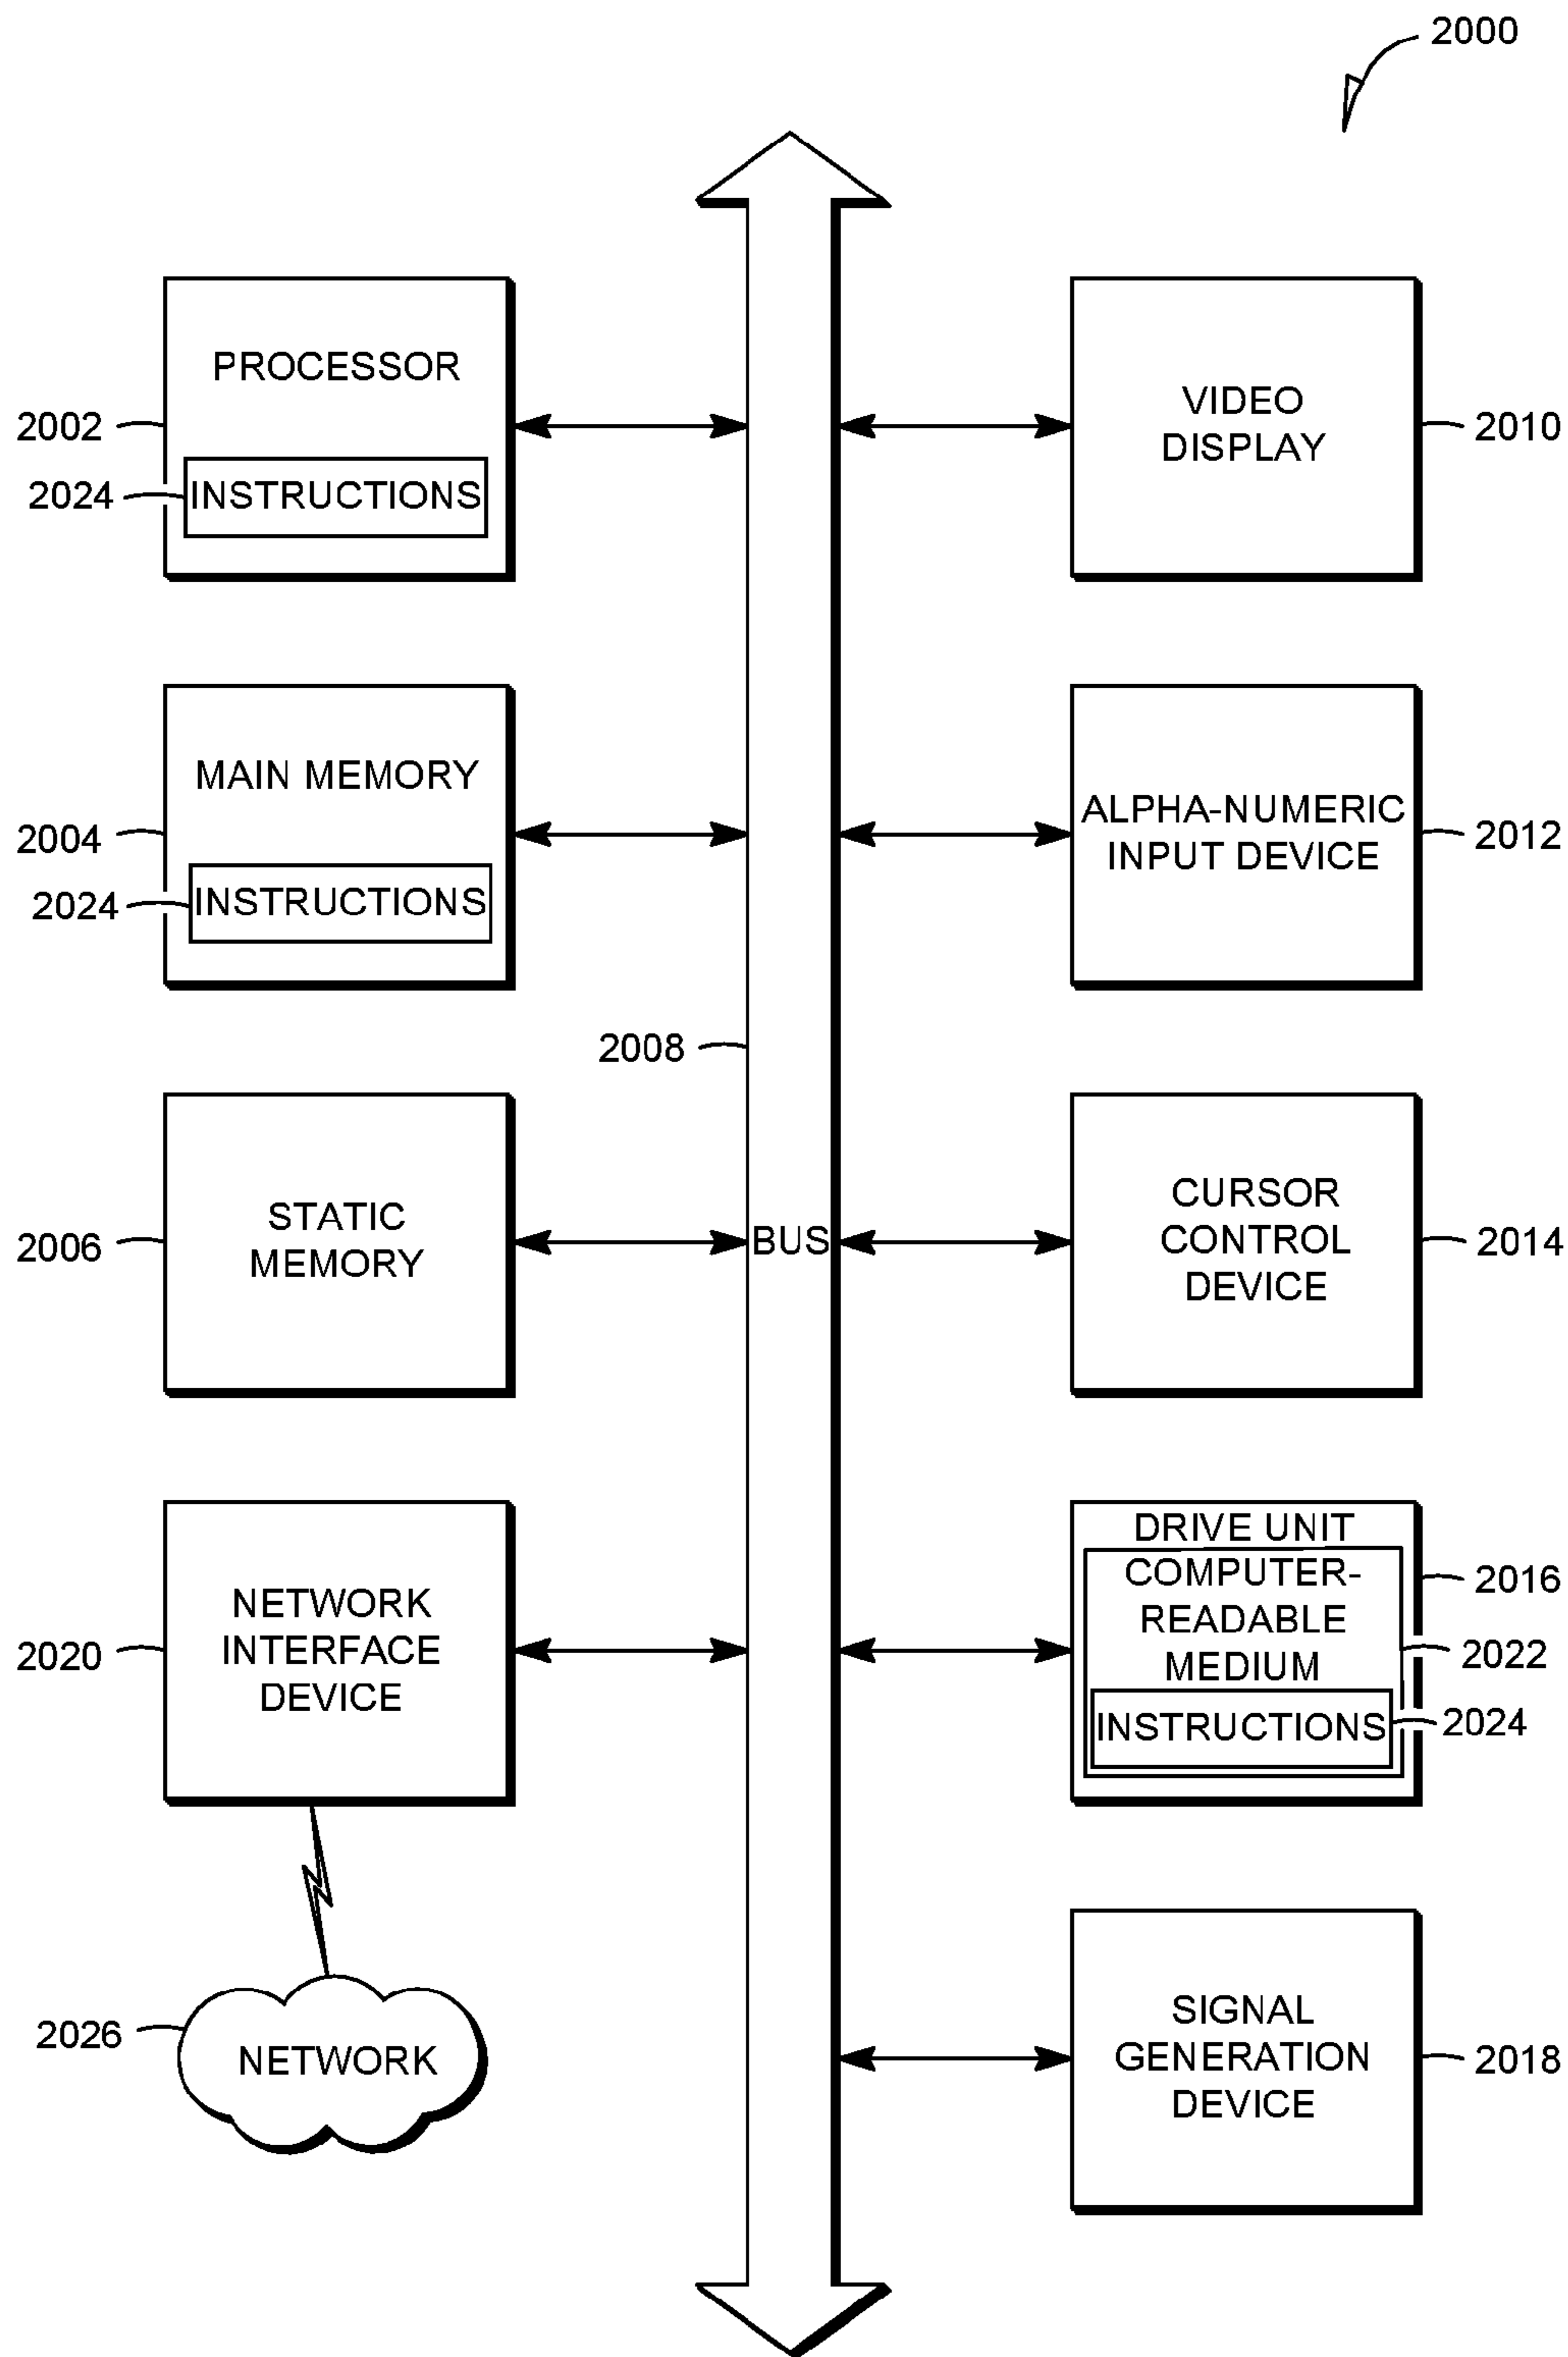 2000
PROCESSOR
2002
2024
INSTRUCTIONS
VIDEO
DISPLAY
2010
MAIN MEMORY
2004
2024
INSTRUCTIONS
ALPHA-NUMERIC
INPUT DEVICE
2012
2008
STATIC
MEMORY
2006
BUS
CURSOR
CONTROL
DEVICE
2014
NETWORK
INTERFACE
DEVICE
2020
DRIVE UNIT
COMPUTER-
READABLE
MEDIUM
INSTRUCTIONS
2016
2022
2024
2026
NETWORK
SIGNAL
GENERATION
DEVICE
2018